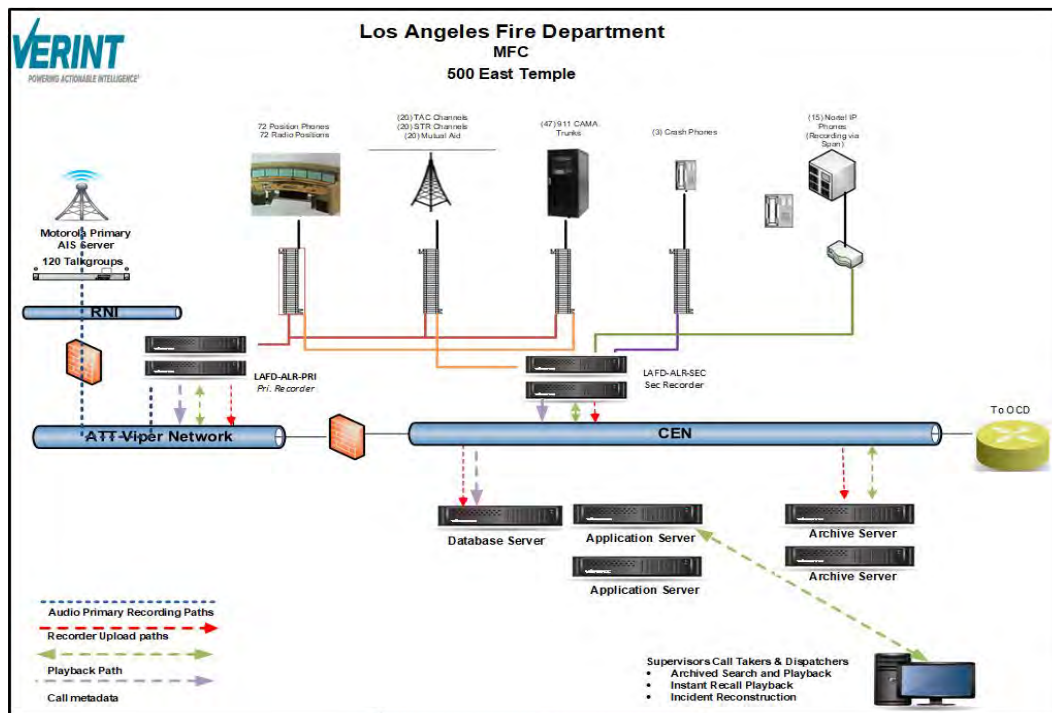 VERINT
POWERING ACTIONABLE INTELLIGENCE
Los Angeles Fire Department
MFC
500 East Temple
72 Position Phones
72 Radio Positions
(20) TAC Channels
(20) STR Channels
(20) Mutual Aid
(47) 911 CAMA
Trunks
(3) Crash Phones
(15) Nortel IP
Phones
(Recording via
Span)
Motorola Primary
AIS Server
120 Talkgroups
RNI
LAFD-ALR-PRI
Pri. Recorder
LAFD-ALR-SEC
Sec Recorder
ATT Viper Network
CEN
To OCD
Database Server
Application Server
Application Server
Archive Server
Archive Server
Audio Primary Recording Paths
Recorder Upload paths
Playback Path
Call metadata
Supervisors Call Takers & Dispatchers
• Archived Search and Playback
• Instant Recall Playback
• Incident Reconstruction